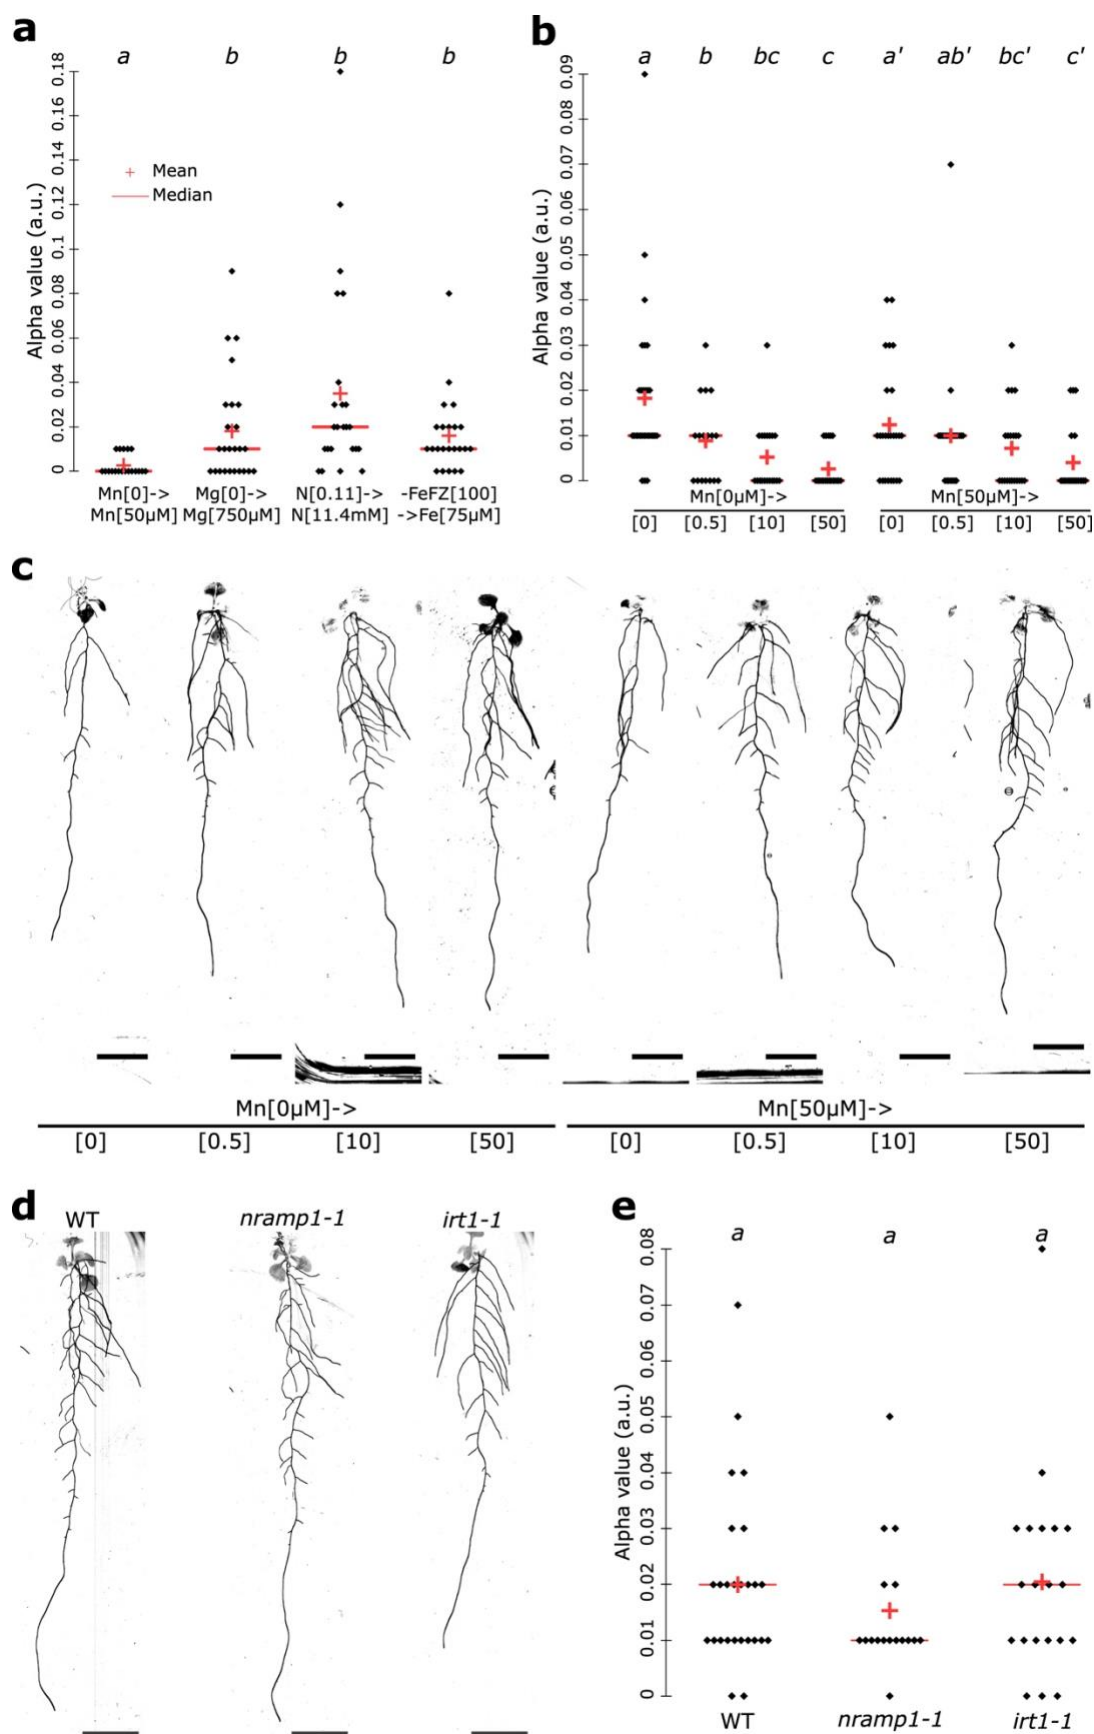 a
a b b b
0.18
0.16
0.14
0.12
0.1
0.08
0.06
0.04
0.02
0
Alpha value (a.u.)
+ Mean
Median
Mn[0]-> Mg[0]-> N[0.11]-> -FeFZ[100]
Mn[50µM] Mg[750µM] N[11.4mM] ->Fe[75µM]
b
a b bc c a' ab' bc' c'
0.09
0.07
0.06
0.05
0.04
0.03
0.02
0.01
0
Alpha value (a.u.)
Mn[0µM]-> Mn[50µM]->
[0] [0.5] [10] [50] [0] [0.5] [10] [50]
c
Mn[0µM]-> Mn[50µM]->
[0] [0.5] [10] [50] [0] [0.5] [10] [50]
d
WT nramp1-1 irt1-1
e
a a a
0.08
0.07
0.06
0.05
0.04
0.03
0.02
0.01
0
Alpha value (a.u.)
WT nramp1-1 irt1-1